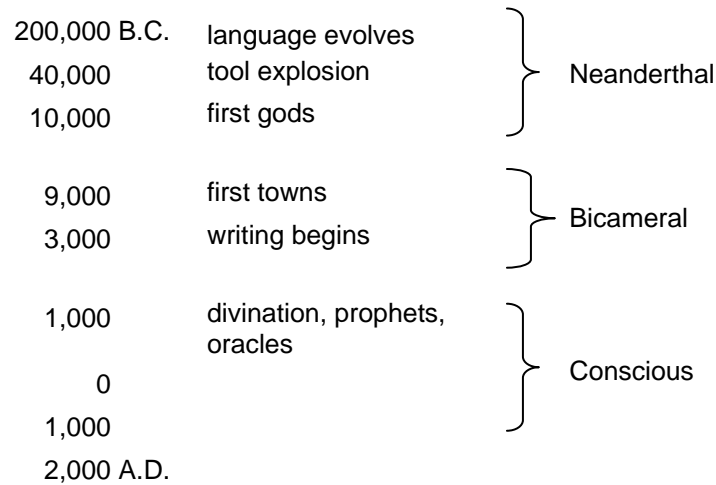 200,000 B.C. language evolves
40,000 tool explosion Neanderthal
10,000 first gods
9,000 first towns
Bicameral
3,000 writing begins
1,000 divination, prophets,
oracles
Conscious
0
1,000
2,000 A.D.